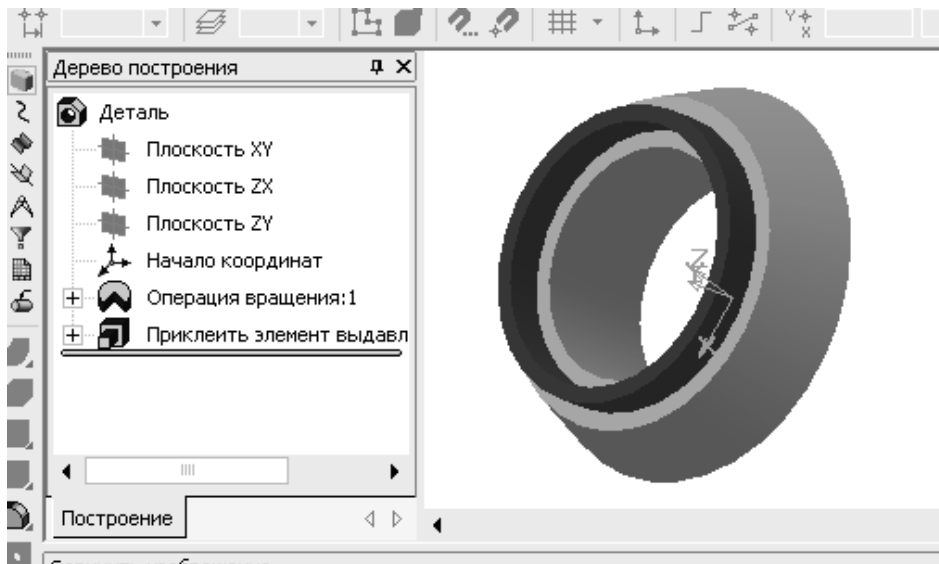 Дерево построения
Деталь
Плоскость XY
Плоскость ZX
Плоскость ZY
Начало координат
Операция вращения:1
Приклеить элемент выдавл
Построение
Y
X
Z